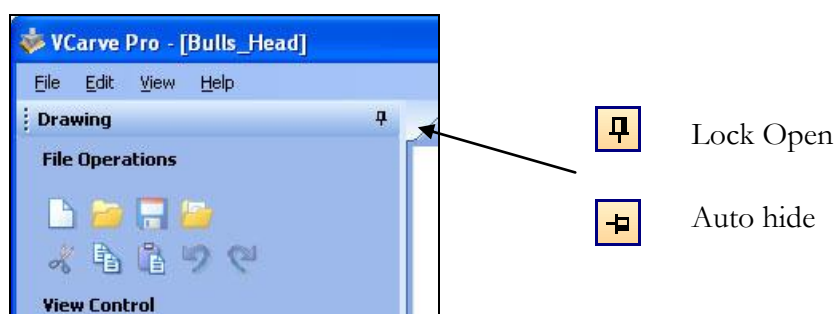 VCarve Pro - [Bulls_Head]
File Edit View Help
Drawing
File Operations
View Control
Lock Open
Auto hide